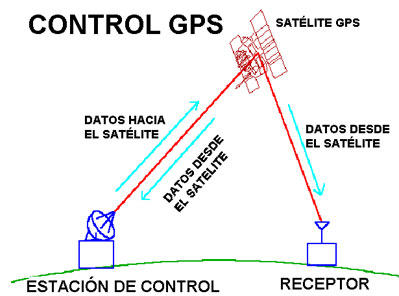 CONTROL GPS
SATÉLITE GPS
DATOS HACIA
EL SATÉLITE
DATOS DESDE
EL SATELITE
DATOS DESDE
EL SATÉLITE
ESTACIÓN DE CONTROL
RECEPTOR